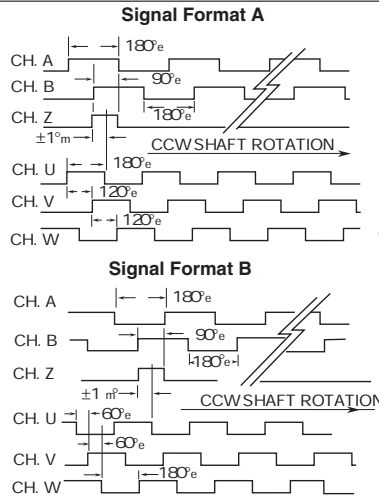 Signal Format A
180°e
CH. A
90°e
CH. B
180°e
CH. Z
±1°m
CCW SHAFT ROTATION
180°e
CH. U
120°e
CH. V
120°e
CH. W
Signal Format B
CH. A
180°e
90°e
CH. B
180°e
CH. Z
±1 m°
CCW SHAFT ROTATION
60°e
CH. U
60°e
CH. V
180°e
CH. W